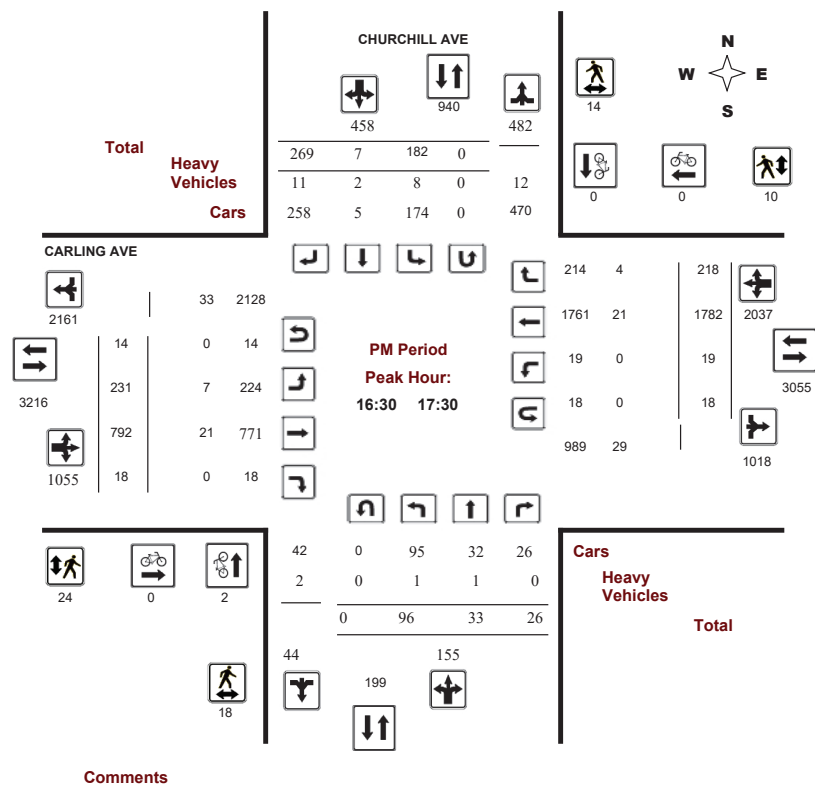 CHURCHILL AVE
N
W E
S
940
14
458 482
Total
269 7 182 0
Heavy
Vehicles
11 2 8 0 12
0 0 10
Cars
258 5 174 0 470
CARLING AVE
214 4 218
2161
33 2128
1761 21 1782 2037
14 0 14
PM Period
19 0 19
Peak Hour:
231 7 224
3216
16:30 17:30
3055
18 0 18
792 21 771
989 29
1018
1055 18 0 18
42 0 95 32 26
Cars
2 0 1 1 0
Heavy
Vehicles
24 0 2
0 96 33 26
Total
44 155
199
18
Comments